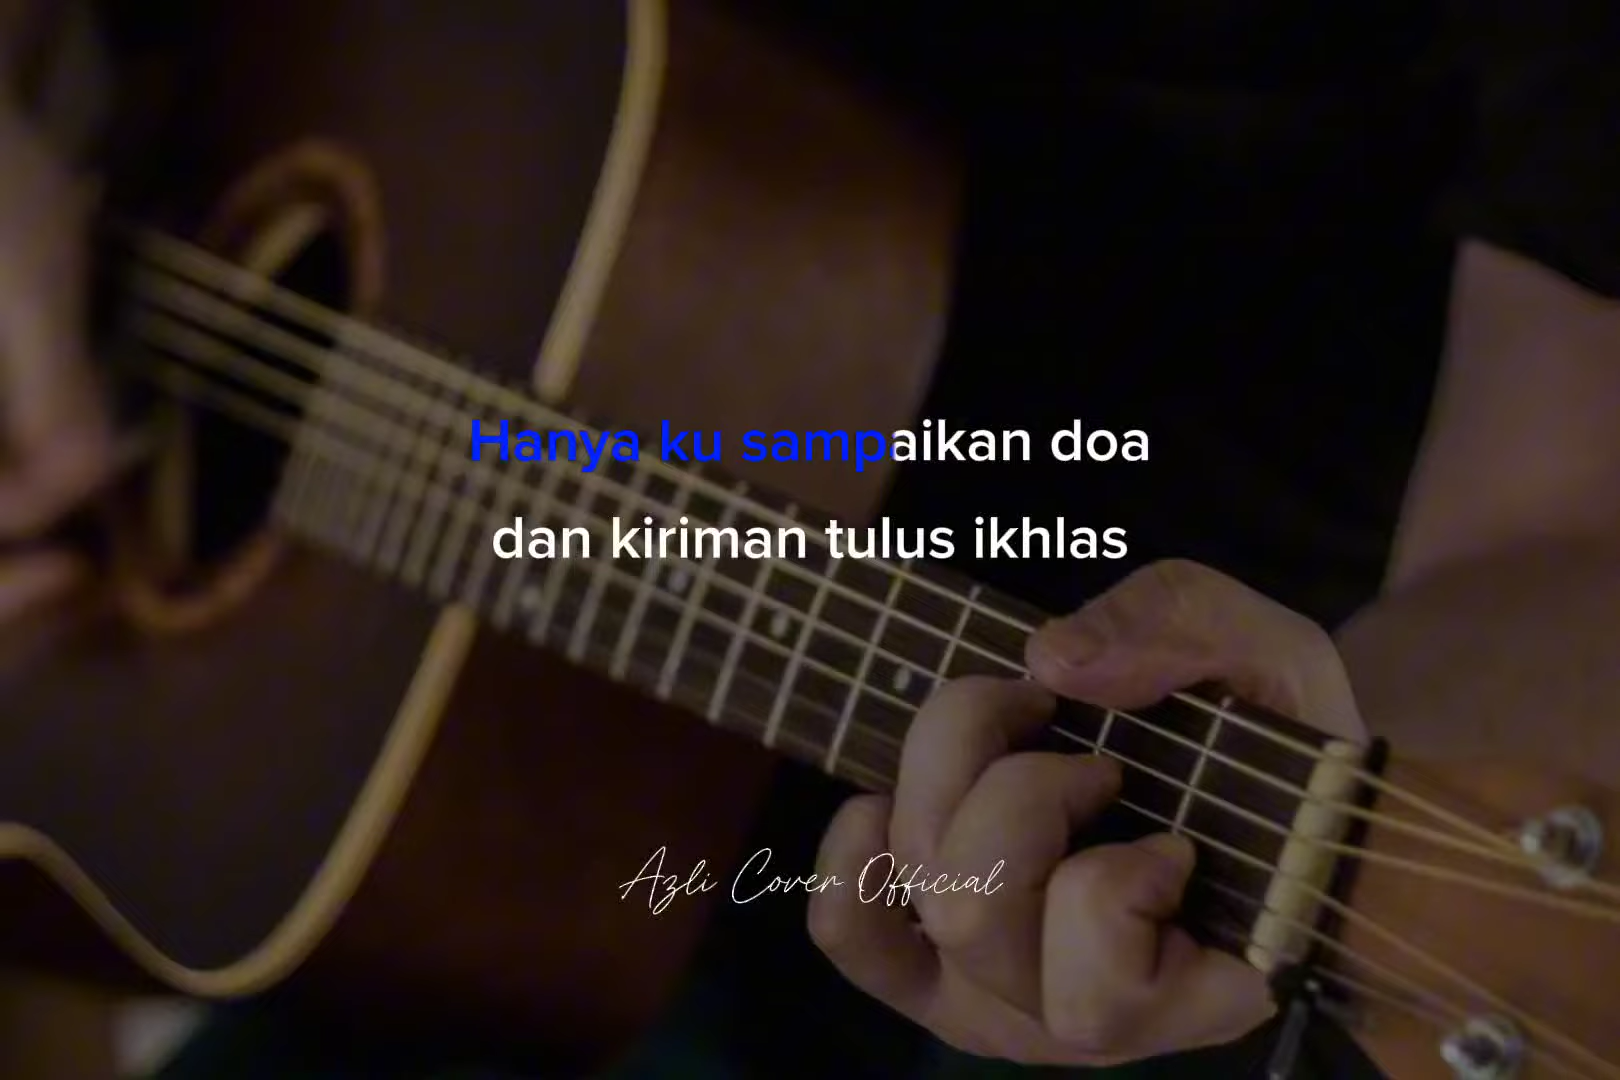 Hanya ku sampaikan doa
dan kiriman tulus ikhlas
Azli Cover Official